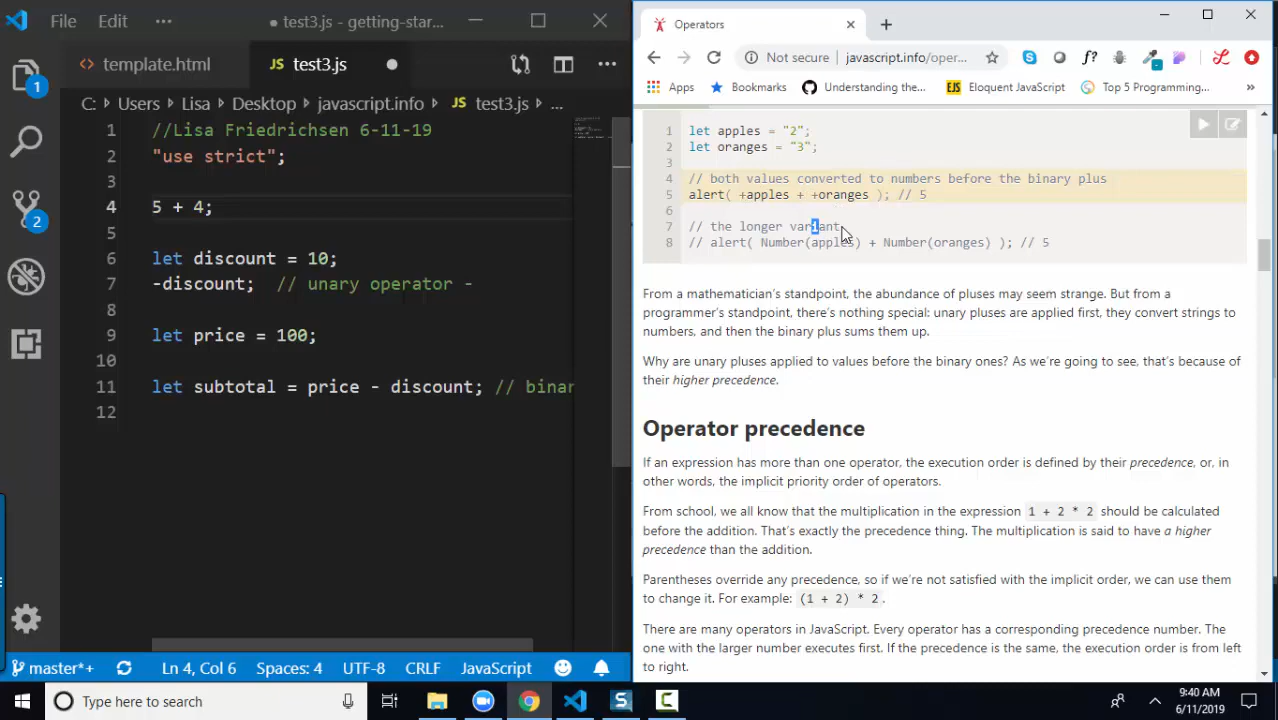 File Edit ··· ● test3.js - getting-star...
<> template.html JS test3.js ●
C: > Users > Lisa > Desktop > javascript.info > JS test3.js > ...
1 //Lisa Friedrichsen 6-11-19
2 "use strict";
3
4 5 + 4;
5
6 let discount = 10;
7 -discount; // unary operator -
8
9 let price = 100;
10
11 let subtotal = price - discount; // binar
12
1
2
master*+ Ln 4, Col 6 Spaces: 4 UTF-8 CRLF JavaScript
Operators
Not secure | javascript.info/oper...
Apps Bookmarks Understanding the... EJS Eloquent JavaScript Top 5 Programming... »
1 let apples = "2";
2 let oranges = "3";
3
4 // both values converted to numbers before the binary plus
5 alert( +apples + +oranges ); // 5
6
7 // the longer variant
8 // alert( Number(apples) + Number(oranges) ); // 5
From a mathematician's standpoint, the abundance of pluses may seem strange. But from a
programmer's standpoint, there's nothing special: unary pluses are applied first, they convert strings to
numbers, and then the binary plus sums them up.
Why are unary pluses applied to values before the binary ones? As we're going to see, that's because of
their higher precedence.
Operator precedence
If an expression has more than one operator, the execution order is defined by their precedence, or, in
other words, the implicit priority order of operators.
From school, we all know that the multiplication in the expression 1 + 2 * 2 should be calculated
before the addition. That's exactly the precedence thing. The multiplication is said to have a higher
precedence than the addition.
Parentheses override any precedence, so if we're not satisfied with the implicit order, we can use them
to change it. For example: (1 + 2) * 2.
There are many operators in JavaScript. Every operator has a corresponding precedence number. The
one with the larger number executes first. If the precedence is the same, the execution order is from left
to right.
Type here to search
9:40 AM
6/11/2019